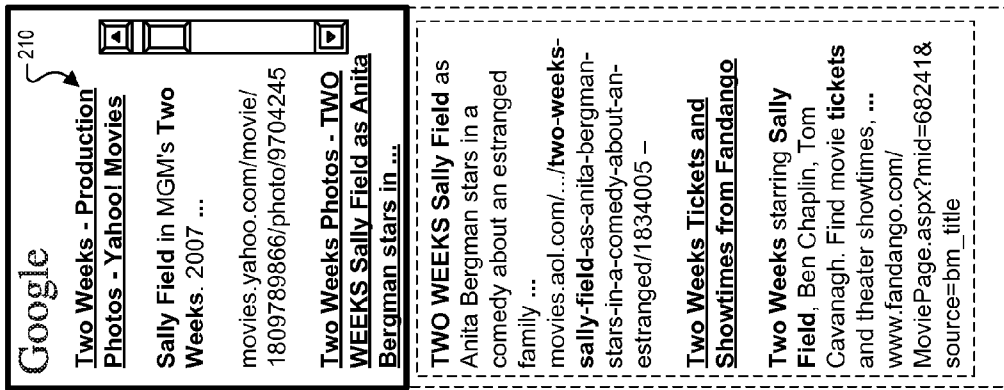 Google
210
Two Weeks - Production
Photos - Yahoo! Movies
Sally Field in MGM's Two
Weeks. 2007 ...
movies.yahoo.com/movie/
1809789866/photo/9704245
Two Weeks Photos - TWO
WEEKS Sally Field as Anita
Bergman stars in ...
TWO WEEKS Sally Field as
Anita Bergman stars in a
comedy about an estranged
family ...
movies.aol.com/.../two-weeks-
sally-field-as-anita-bergman-
stars-in-a-comedy-about-an-
estranged/1834005 –
Two Weeks Tickets and
Showtimes from Fandango
Two Weeks starring Sally
Field, Ben Chaplin, Tom
Cavanagh. Find movie tickets
and theater showtimes, ...
www.fandango.com/
MoviePage.aspx?mid=68241&
source=bm_title